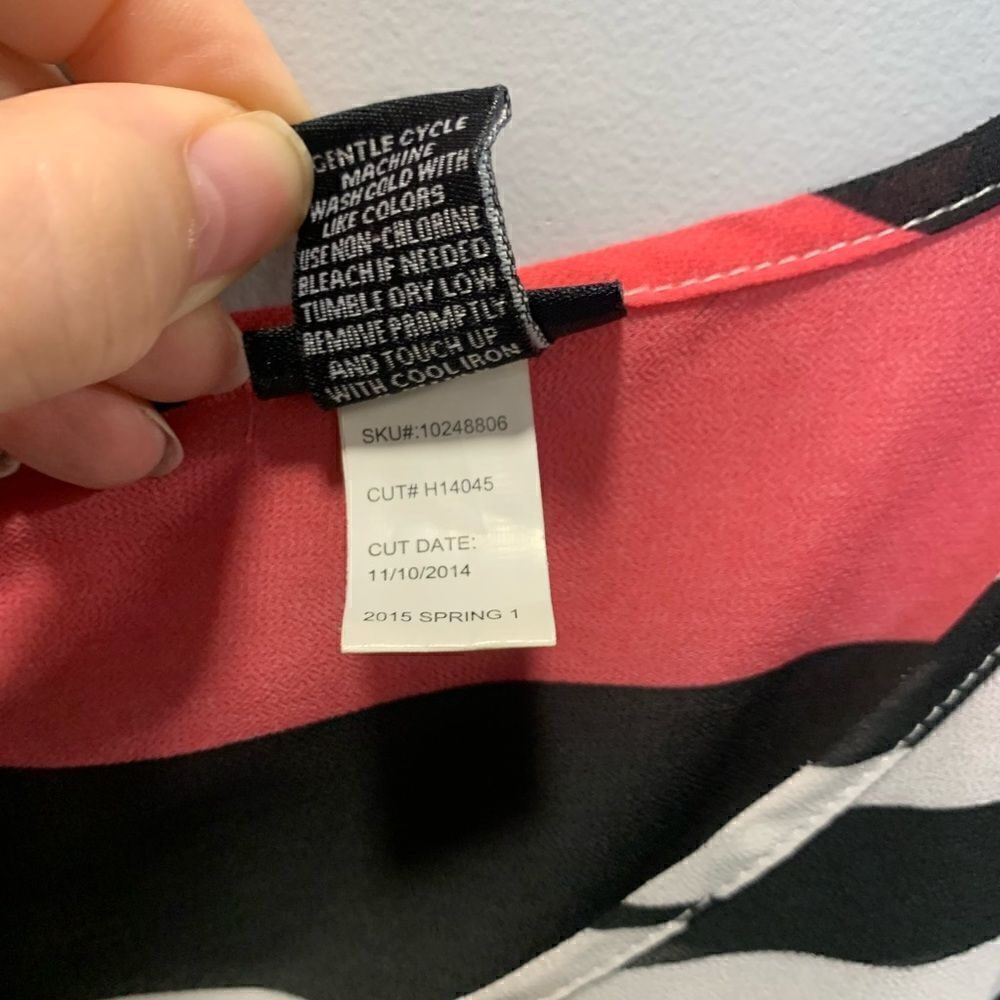 GENTLE CYCLE
MACHINE
WASH COLD WITH
LIKE COLORS
USE NON-CHLORINE
BLEACH IF NEEDED
TUMBLE DRY LOW
REMOVE PROMPTLY
AND TOUCH UP
WITH COOL IRON
SKU#:10248806
CUT# H14045
CUT DATE:
11/10/2014
2015 SPRING 1